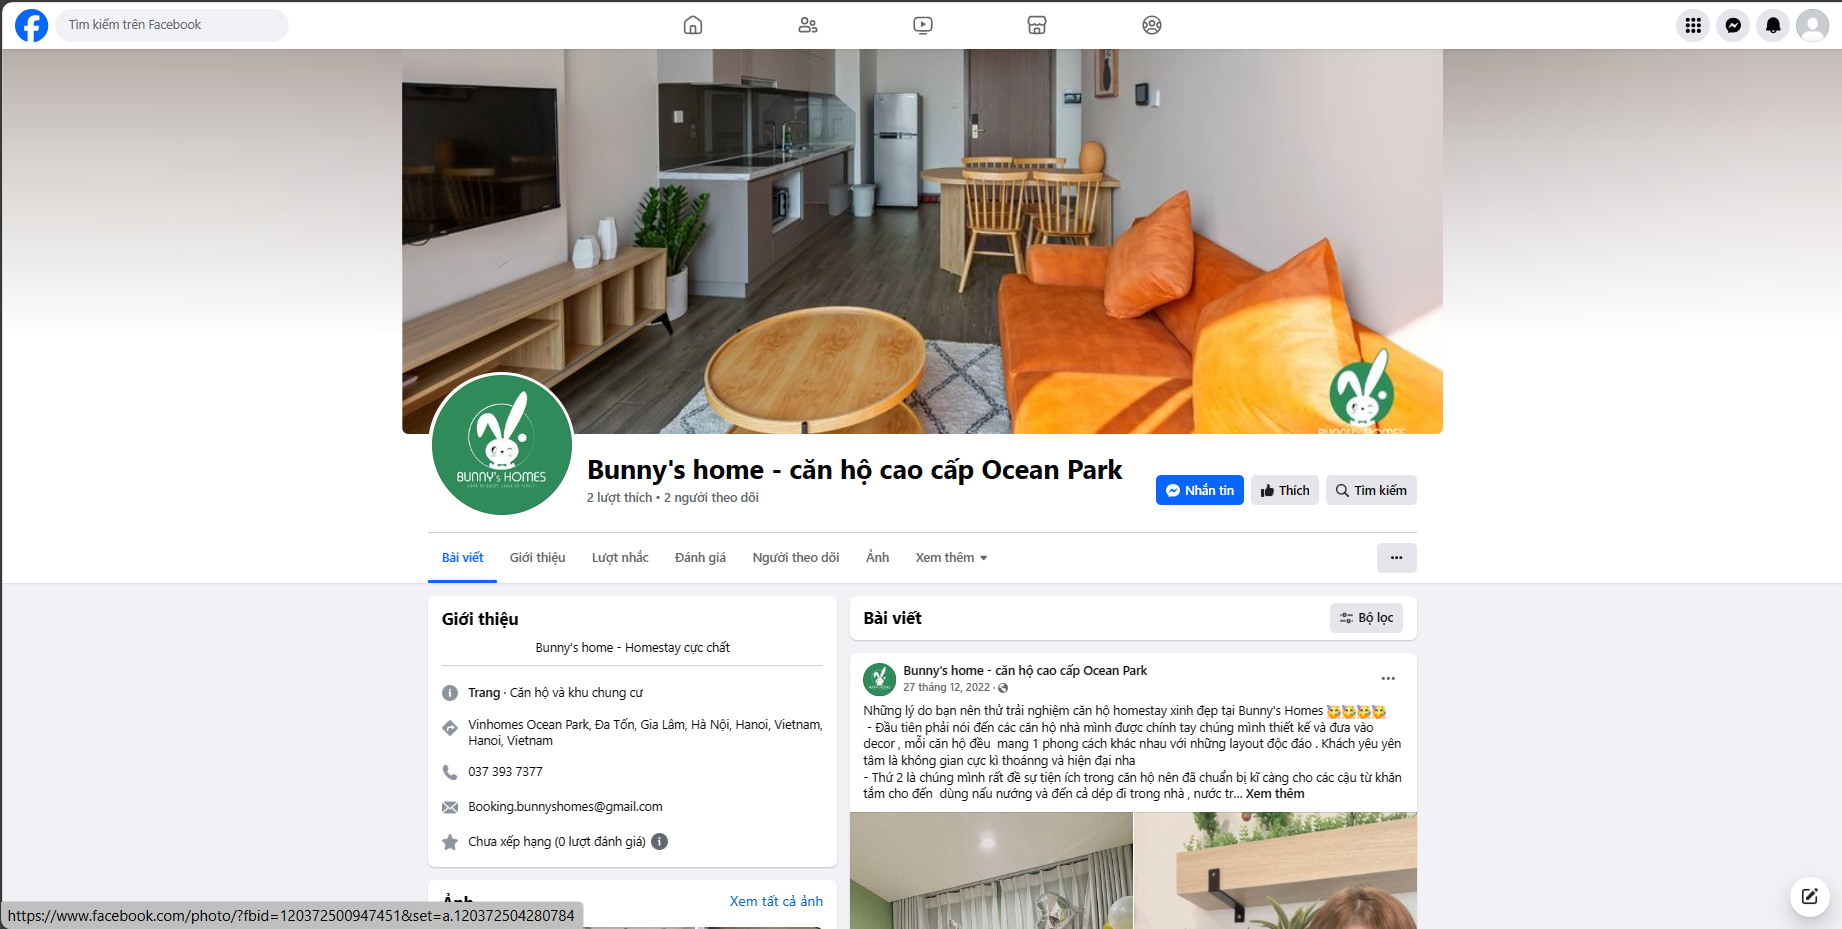 Tìm kiếm trên Facebook
BUNNY's HOMES
BUNNY's HOMES
Bunny's home - căn hộ cao cấp Ocean Park
2 lượt thích • 2 người theo dõi
Nhắn tin
Thích
Tìm kiếm
Bài viết
Giới thiệu
Lượt nhắc
Đánh giá
Người theo dõi
Ảnh
Xem thêm
Giới thiệu
Bunny's home - Homestay cực chất
Trang · Căn hộ và khu chung cư
Vinhomes Ocean Park, Đa Tốn, Gia Lâm, Hà Nội, Hanoi, Vietnam,
Hanoi, Vietnam
037 393 7377
Booking.bunnyshomes@gmail.com
Chưa xếp hạng (0 lượt đánh giá)
Ảnh
Xem tất cả ảnh
https://www.facebook.com/photo/?fbid=120372500947451&set=a.120372504280784
Bài viết
Bộ lọc
Bunny's home - căn hộ cao cấp Ocean Park
27 tháng 12, 2022 ·
Những lý do bạn nên thử trải nghiệm căn hộ homestay xinh đẹp tại Bunny's Homes 🥳🥳🥳🥳
- Đầu tiên phải nói đến các căn hộ nhà mình được chính tay chúng mình thiết kế và đưa vào
decor , mỗi căn hộ đều  mang 1 phong cách khác nhau với những layout độc đáo . Khách yêu yên
tâm là không gian cực kì thoánng và hiện đại nha
- Thứ 2 là chúng mình rất đề sự tiện ích trong căn hộ nên đã chuẩn bị kĩ càng cho các cậu từ khăn
tắm cho đến  dùng nấu nướng và đến cả dép đi trong nhà , nước tr... Xem thêm